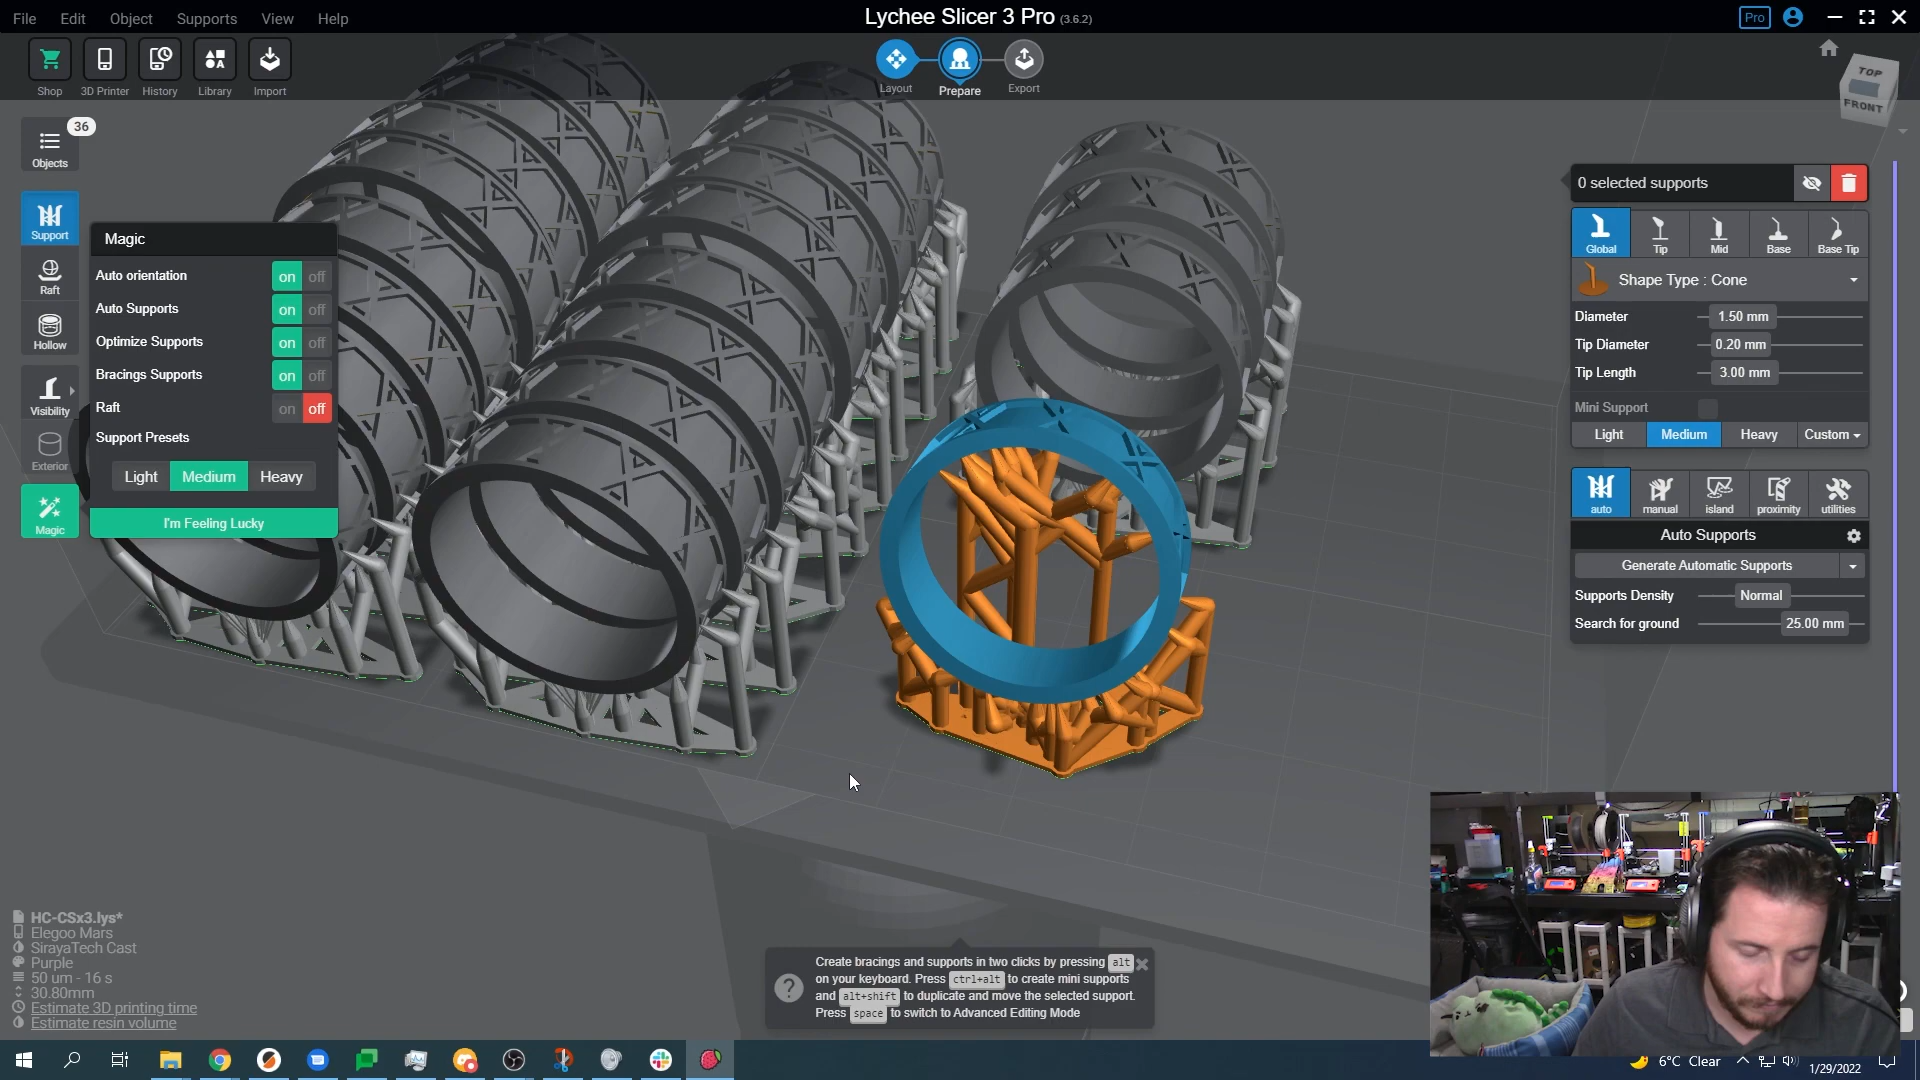 File Edit Object Supports View Help
Lychee Slicer 3 Pro (3.6.2)
Pro
Shop 3D Printer History Library Import
Layout Prepare Export
TOP
FRONT
36
Objects
Support
Raft
Hollow
Visibility
Exterior
Magic
Magic
Auto orientation on off
Auto Supports on off
Optimize Supports on off
Bracings Supports on off
Raft on off
Support Presets
Light Medium Heavy
I'm Feeling Lucky
0 selected supports
Global Tip Mid Base Base Tip
Shape Type : Cone
Diameter 1.50 mm
Tip Diameter 0.20 mm
Tip Length 3.00 mm
Mini Support
Light Medium Heavy Custom
auto manual island proximity utilities
Auto Supports
Generate Automatic Supports
Supports Density Normal
Search for ground 25.00 mm
HC-CSx3.lys*
Elegoo Mars
SirayaTech Cast
Purple
50 um - 16 s
30.80mm
Estimate 3D printing time
Estimate resin volume
Create bracings and supports in two clicks by pressing alt
on your keyboard. Press ctrl+alt to create mini supports
and alt+shift to duplicate and move the selected support.
Press space to switch to Advanced Editing Mode
6°C Clear
1/29/2022